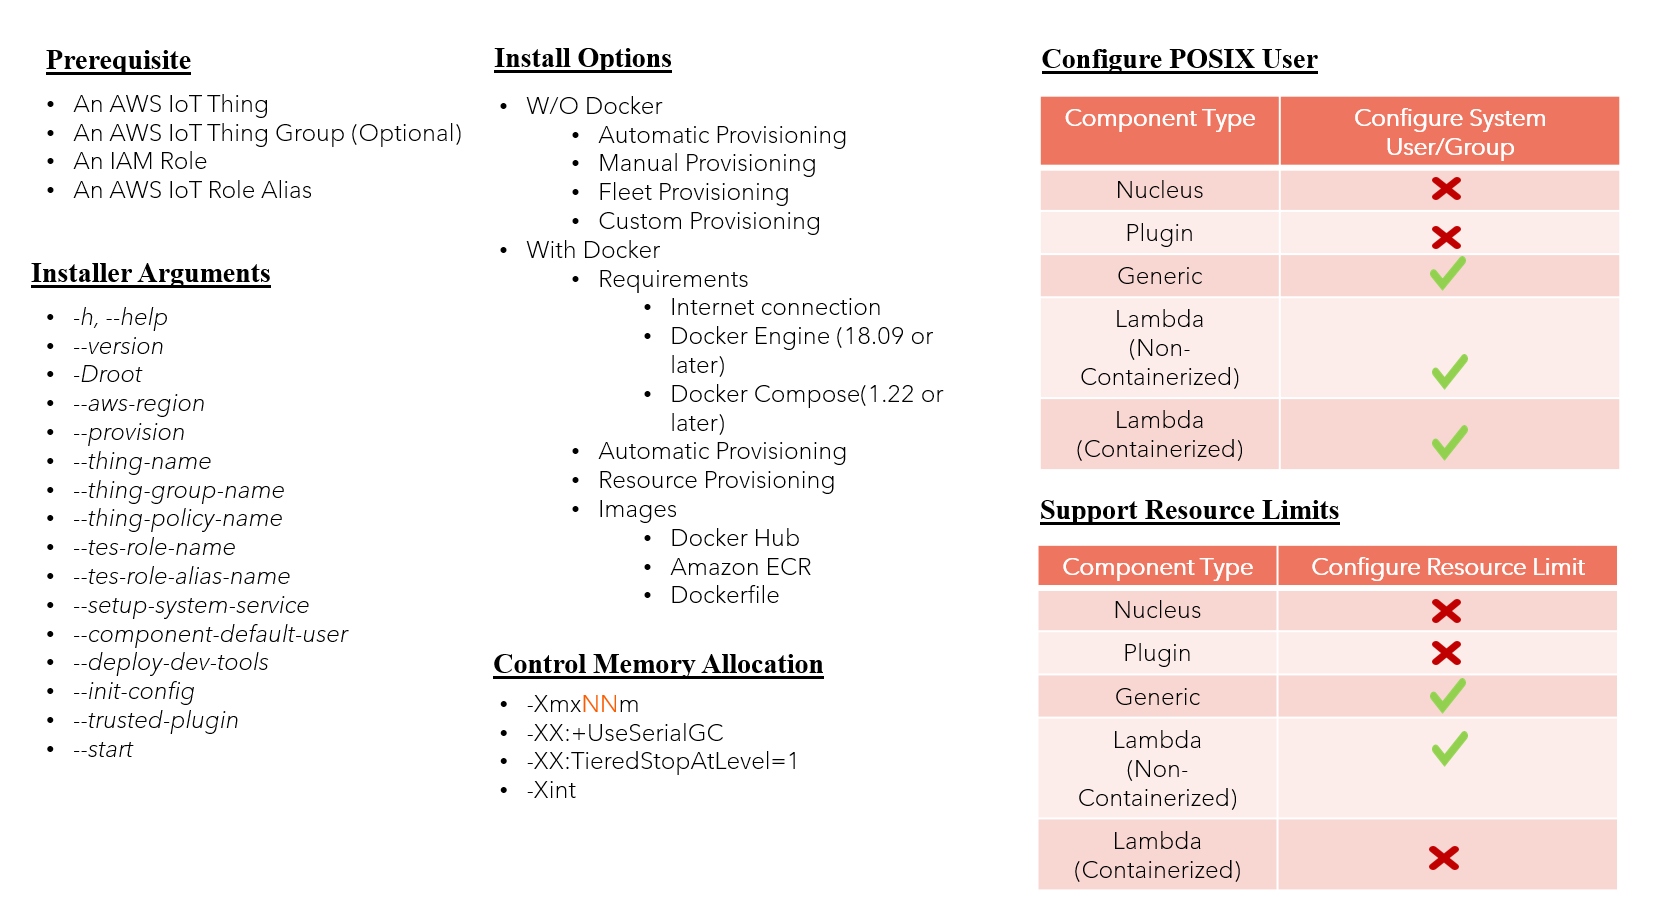 Prerequisite
An AWS IoT Thing
An AWS IoT Thing Group (Optional)
An IAM Role
An AWS IoT Role Alias
Installer Arguments
-h, --help
--version
-Droot
--aws-region
--provision
--thing-name
--thing-group-name
--thing-policy-name
--tes-role-name
--tes-role-alias-name
--setup-system-service
--component-default-user
--deploy-dev-tools
--init-config
--trusted-plugin
--start
Install Options
W/O Docker
Automatic Provisioning
Manual Provisioning
Fleet Provisioning
Custom Provisioning
With Docker
Requirements
Internet connection
Docker Engine (18.09 or
later)
Docker Compose(1.22 or
later)
Automatic Provisioning
Resource Provisioning
Images
Docker Hub
Amazon ECR
Dockerfile
Control Memory Allocation
-XmxNNm
-XX:+UseSerialGC
-XX:TieredStopAtLevel=1
-Xint
Configure POSIX User
Component Type
Configure System
User/Group
Nucleus
Plugin
Generic
Lambda
(Non-
Containerized)
Lambda
(Containerized)
Support Resource Limits
Component Type
Configure Resource Limit
Nucleus
Plugin
Generic
Lambda
(Non-
Containerized)
Lambda
(Containerized)